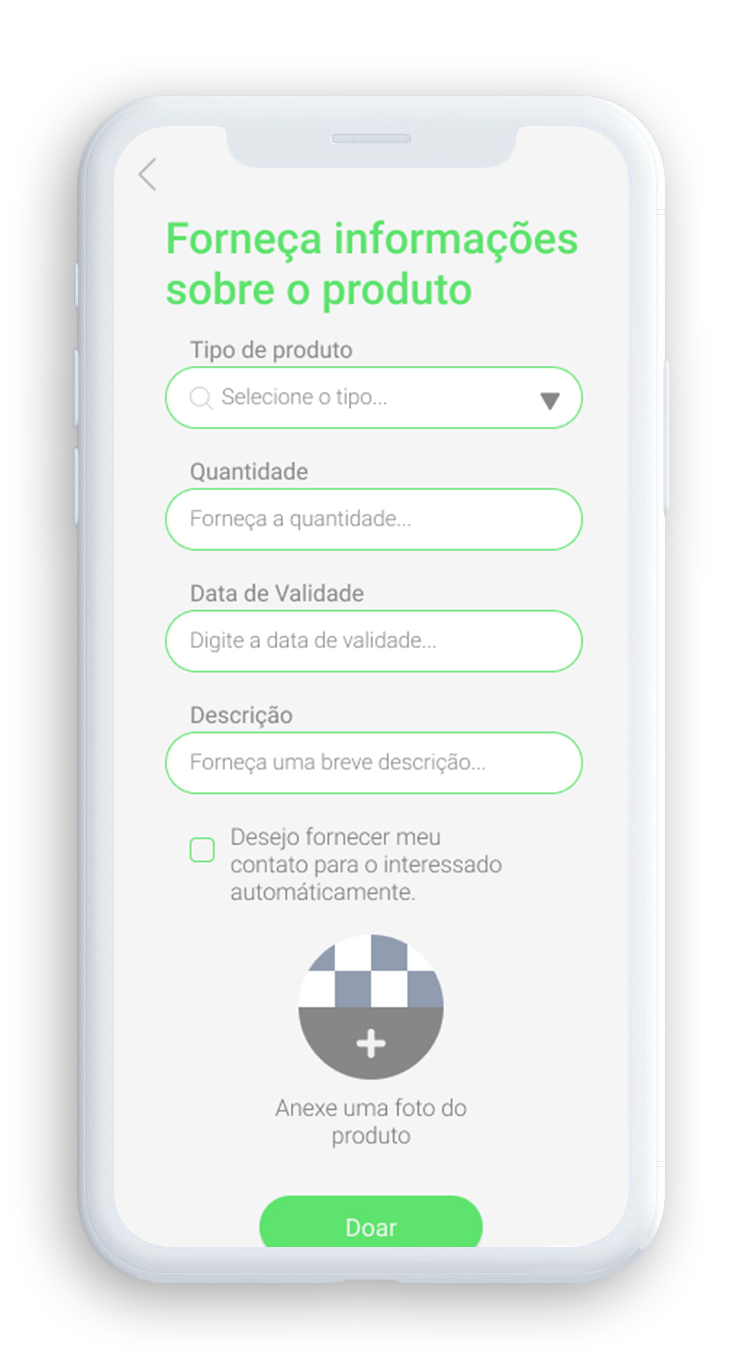 Forneça informações
sobre o produto
Tipo de produto
Selecione o tipo...
Quantidade
Forneça a quantidade...
Data de Validade
Digite a data de validade...
Descrição
Forneça uma breve descrição...
Desejo fornecer meu
contato para o interessado
automáticamente.
Anexe uma foto do
produto
Doar